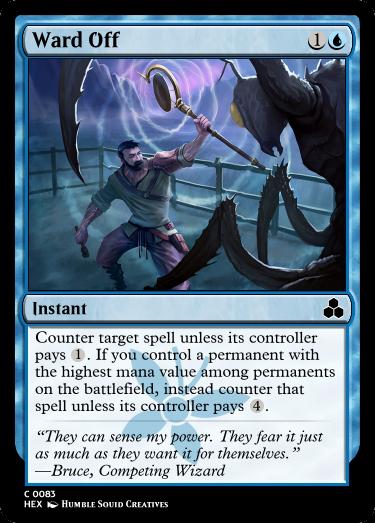 Ward Off 1
Instant
Counter target spell unless its controller
pays 1. If you control a permanent with
the highest mana value among permanents
on the battlefield, instead counter that
spell unless its controller pays 4.
“They can sense my power. They fear it just
as much as they want it for themselves.”
—Bruce, Competing Wizard
C 0083
HEX Humble Squid Creatives